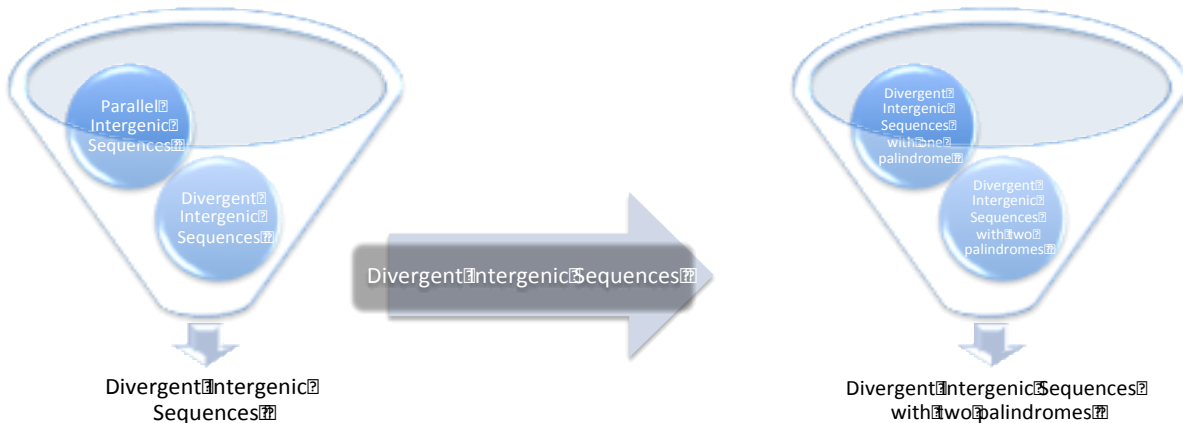 Parallel
Intergenic
Sequences
Divergent
Intergenic
Sequences
Divergent Intergenic
Sequences
Divergent Intergenic Sequences
Divergent
Intergenic
Sequences
with one
palindrome
Divergent
Intergenic
Sequences
with two
palindromes
Divergent Intergenic Sequences
with two palindromes